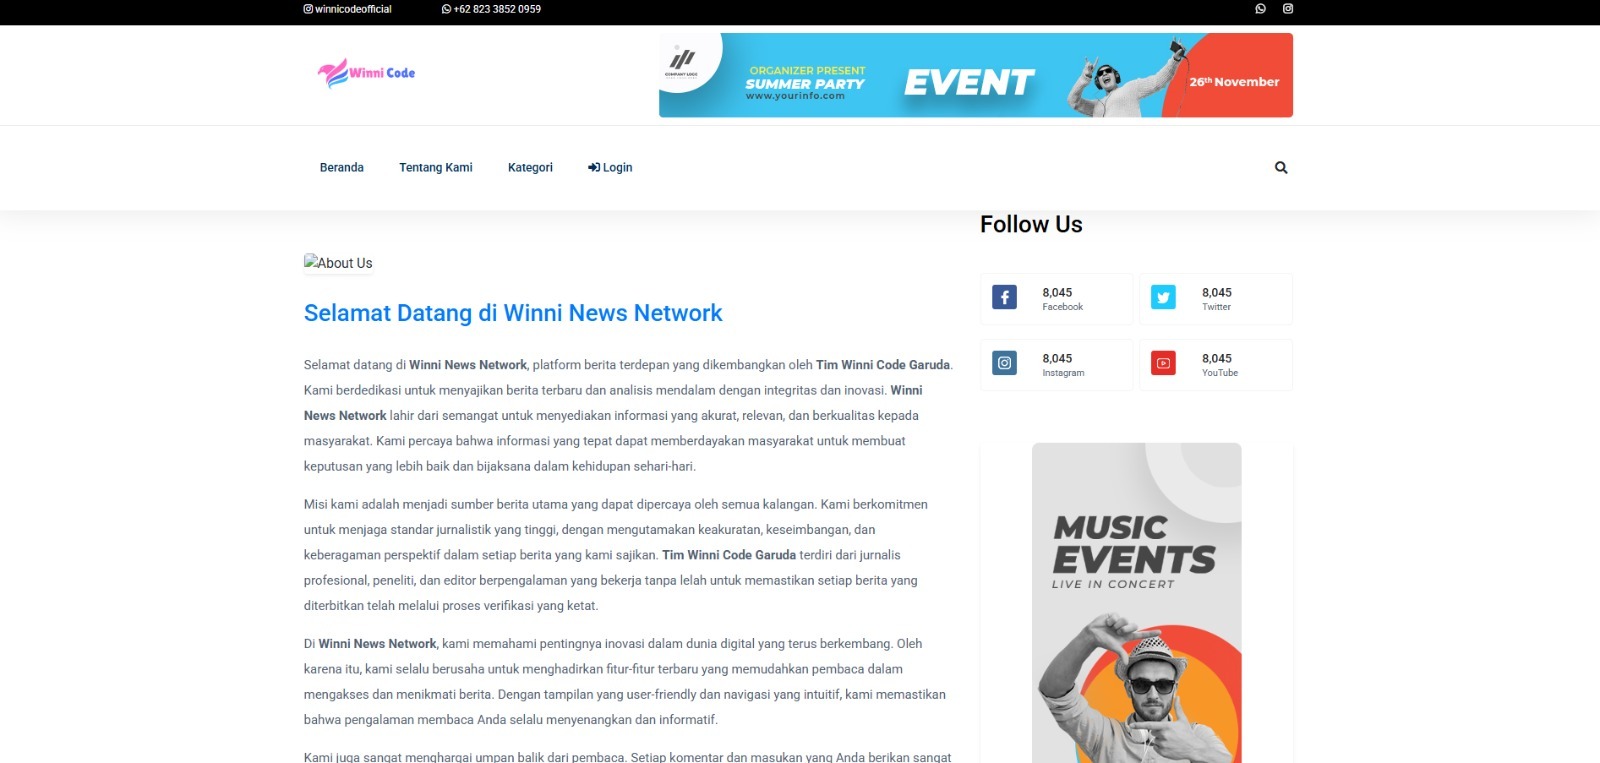 winnicodeofficial +62 823 3852 0959
Winni Code
COMPANY LOGO
ORGANIZER PRESENT
SUMMER PARTY
www.yourinfo.com
EVENT
26th November
Beranda Tentang Kami Kategori Login
Follow Us
About Us
8,045
Facebook
8,045
Twitter
8,045
Instagram
8,045
YouTube
Selamat Datang di Winni News Network
Selamat datang di Winni News Network, platform berita terdepan yang dikembangkan oleh Tim Winni Code Garuda.
Kami berdedikasi untuk menyajikan berita terbaru dan analisis mendalam dengan integritas dan inovasi. Winni
News Network lahir dari semangat untuk menyediakan informasi yang akurat, relevan, dan berkualitas kepada
masyarakat. Kami percaya bahwa informasi yang tepat dapat memberdayakan masyarakat untuk membuat
keputusan yang lebih baik dan bijaksana dalam kehidupan sehari-hari.
Misi kami adalah menjadi sumber berita utama yang dapat dipercaya oleh semua kalangan. Kami berkomitmen
untuk menjaga standar jurnalistik yang tinggi, dengan mengutamakan keakuratan, keseimbangan, dan
keberagaman perspektif dalam setiap berita yang kami sajikan. Tim Winni Code Garuda terdiri dari jurnalis
profesional, peneliti, dan editor berpengalaman yang bekerja tanpa lelah untuk memastikan setiap berita yang
diterbitkan telah melalui proses verifikasi yang ketat.
Di Winni News Network, kami memahami pentingnya inovasi dalam dunia digital yang terus berkembang. Oleh
karena itu, kami selalu berusaha untuk menghadirkan fitur-fitur terbaru yang memudahkan pembaca dalam
mengakses dan menikmati berita. Dengan tampilan yang user-friendly dan navigasi yang intuitif, kami memastikan
bahwa pengalaman membaca Anda selalu menyenangkan dan informatif.
Kami juga sangat menghargai umpan balik dari pembaca. Setiap komentar dan masukan yang Anda berikan sangat
MUSIC
EVENTS
LIVE IN CONCERT